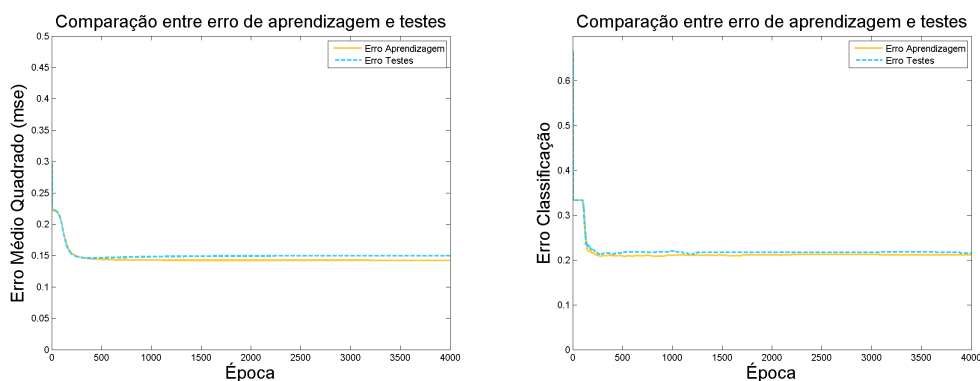 Comparação entre erro de aprendizagem e testes
0.5
0.45
0.4
0.35
0.3
0.25
0.2
0.15
0.1
0.05
0
Erro Médio Quadrado (mse)
Erro Aprendizagem
Erro Testes
0 500 1000 1500 2000 2500 3000 3500 4000
Época
Comparação entre erro de aprendizagem e testes
0.6
0.5
0.4
0.3
0.2
0.1
0
Erro Classificação
Erro Aprendizagem
Erro Testes
0 500 1000 1500 2000 2500 3000 3500 4000
Época